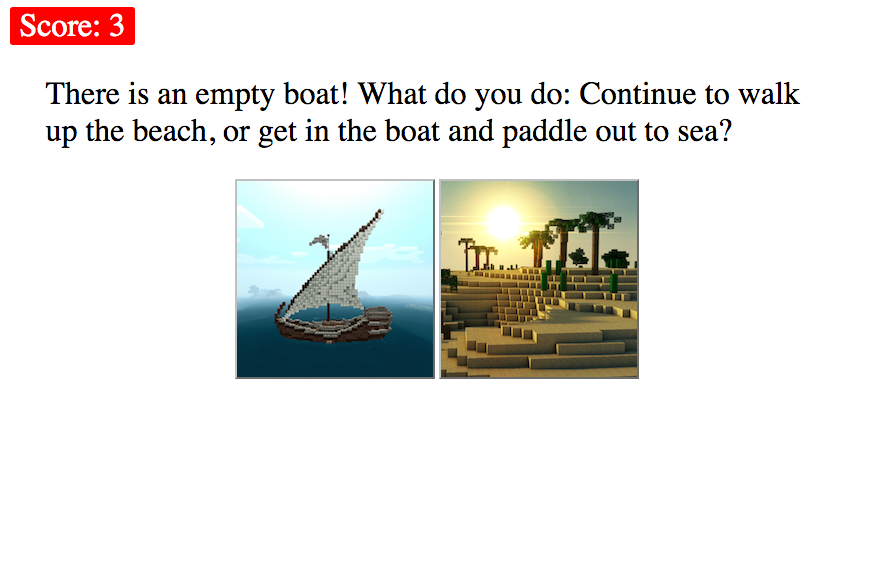 Score: 3
There is an empty boat! What do you do: Continue to walk
up the beach, or get in the boat and paddle out to sea?